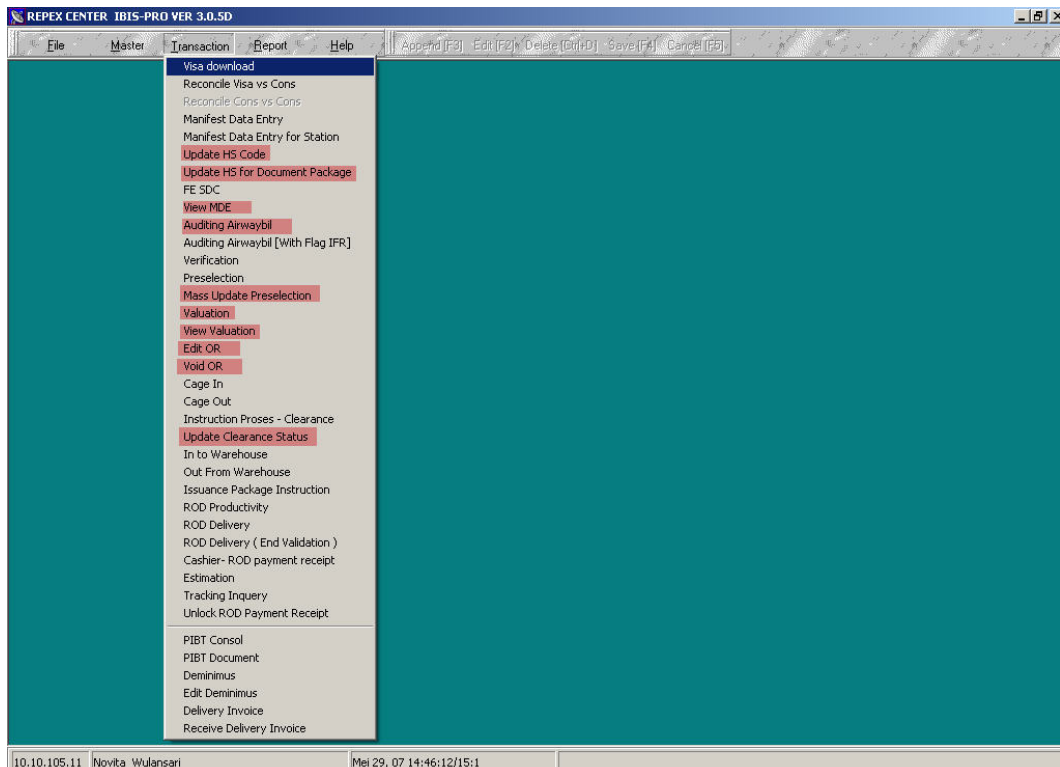 REPEX CENTER IBIS-PRO VER 3.0.5D
File Master Transaction Report Help Append [F3] Edit [F2] Delete [Ctrl+D] Save [F4] Cancel [F5]
Visa download
Reconcile Visa vs Cons
Reconcile Cons vs Cons
Manifest Data Entry
Manifest Data Entry for Station
Update HS Code
Update HS for Document Package
FE SDC
View MDE
Auditing Airwaybil
Auditing Airwaybil [With Flag IFR]
Verification
Preselection
Mass Update Preselection
Valuation
View Valuation
Edit OR
Void OR
Cage In
Cage Out
Instruction Proses - Clearance
Update Clearance Status
In to Warehouse
Out From Warehouse
Issuance Package Instruction
ROD Productivity
ROD Delivery
ROD Delivery ( End Validation )
Cashier- ROD payment receipt
Estimation
Tracking Inquery
Unlock ROD Payment Receipt
PIBT Consol
PIBT Document
Deminimus
Edit Deminimus
Delivery Invoice
Receive Delivery Invoice
10.10.105.11 Novita Wulansari Mei 29, 07 14:46:12/15:1